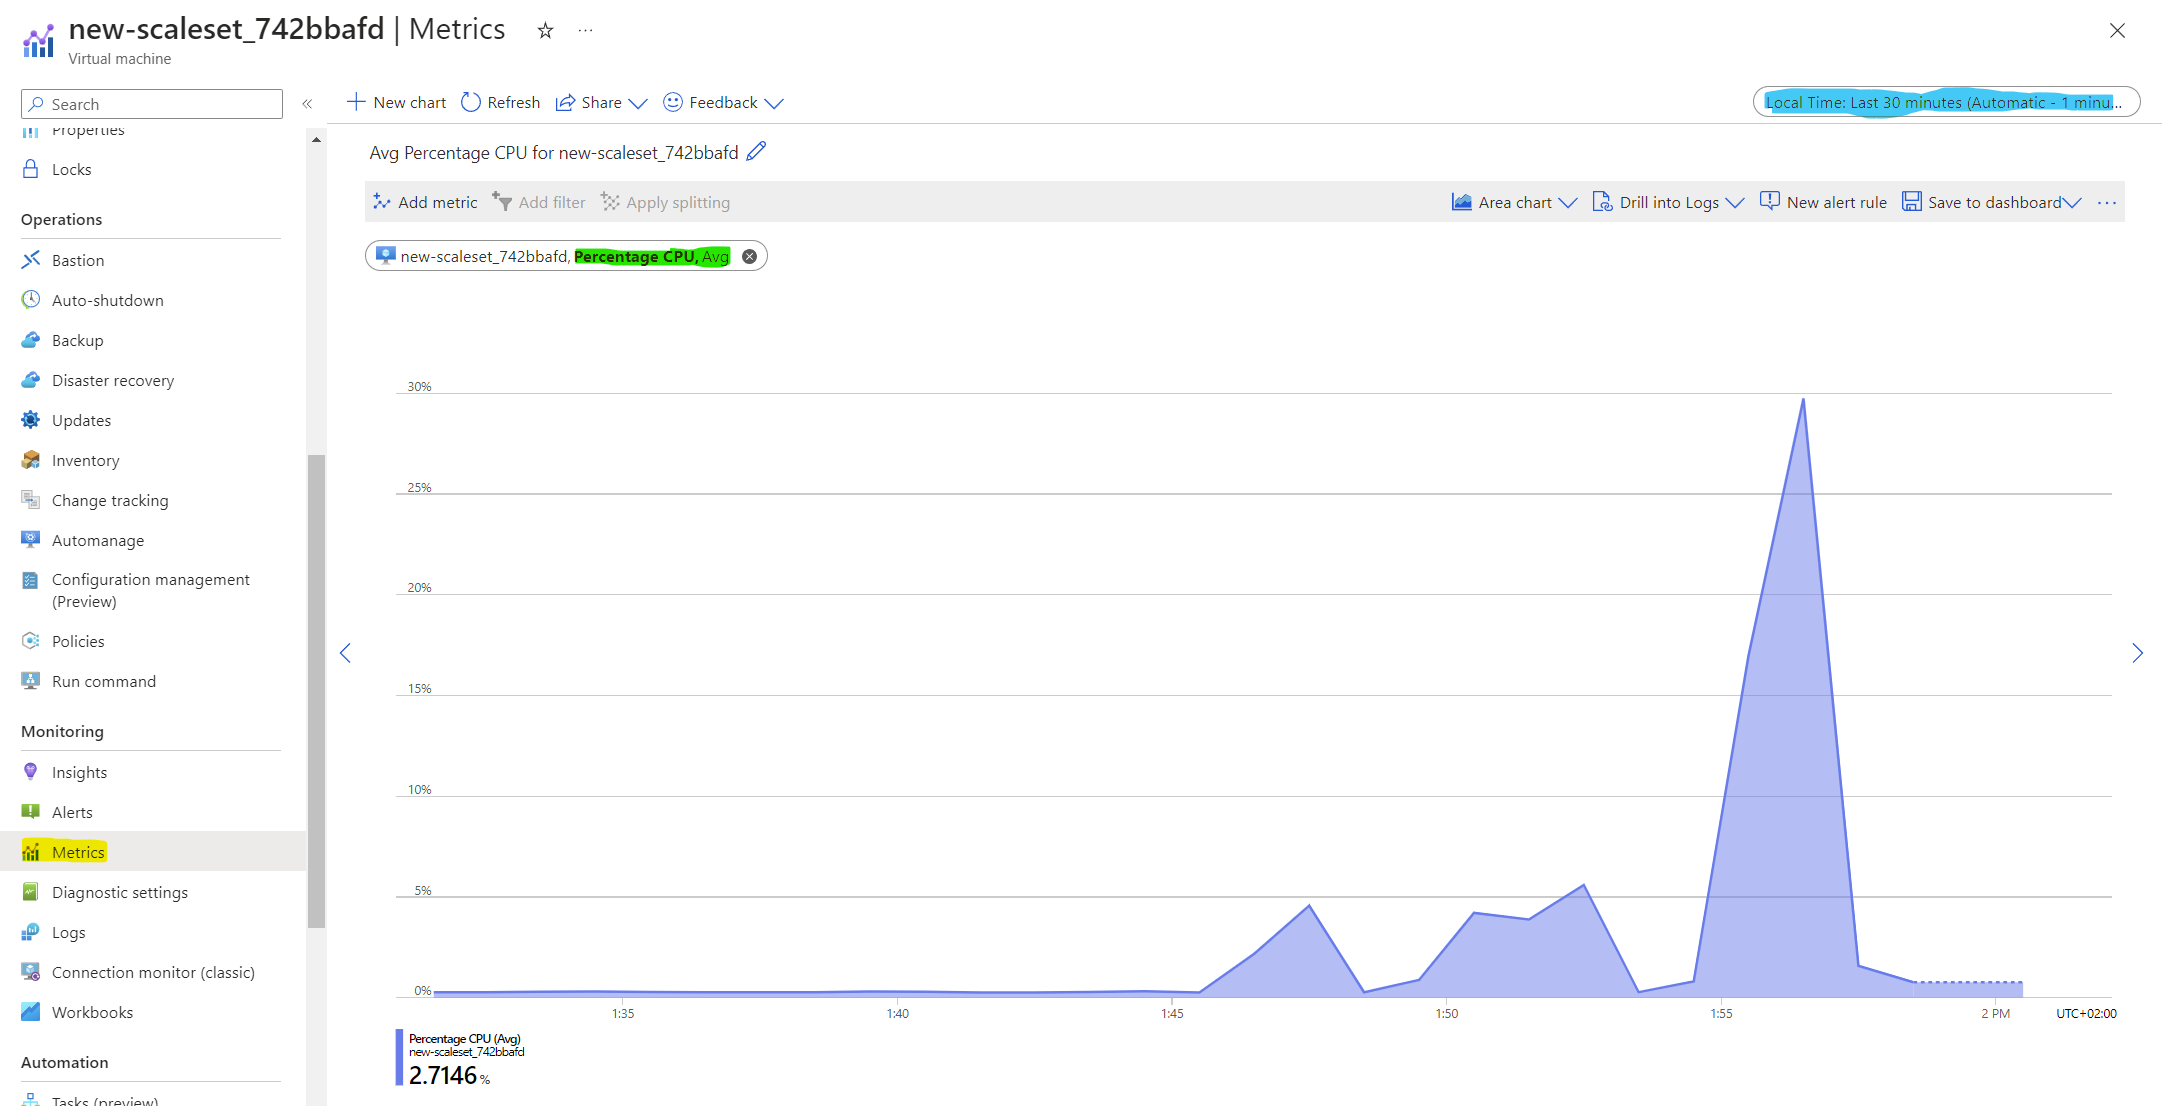 new-scaleset_742bbafd | Metrics
Virtual machine
Search
Properties
Locks
Operations
Bastion
Auto-shutdown
Backup
Disaster recovery
Updates
Inventory
Change tracking
Automanage
Configuration management
(Preview)
Policies
Run command
Monitoring
Insights
Alerts
Metrics
Diagnostic settings
Logs
Connection monitor (classic)
Workbooks
Automation
Tasks (preview)
New chart Refresh Share Feedback
Local Time: Last 30 minutes (Automatic - 1 minu...
Avg Percentage CPU for new-scaleset_742bbafd
Add metric Add filter Apply splitting Area chart Drill into Logs New alert rule Save to dashboard
new-scaleset_742bbafd, Percentage CPU, Avg
30%
25%
20%
15%
10%
5%
0%
1:35 1:40 1:45 1:50 1:55 2 PM UTC+02:00
Percentage CPU (Avg)
new-scaleset_742bbafd
2.7146 %